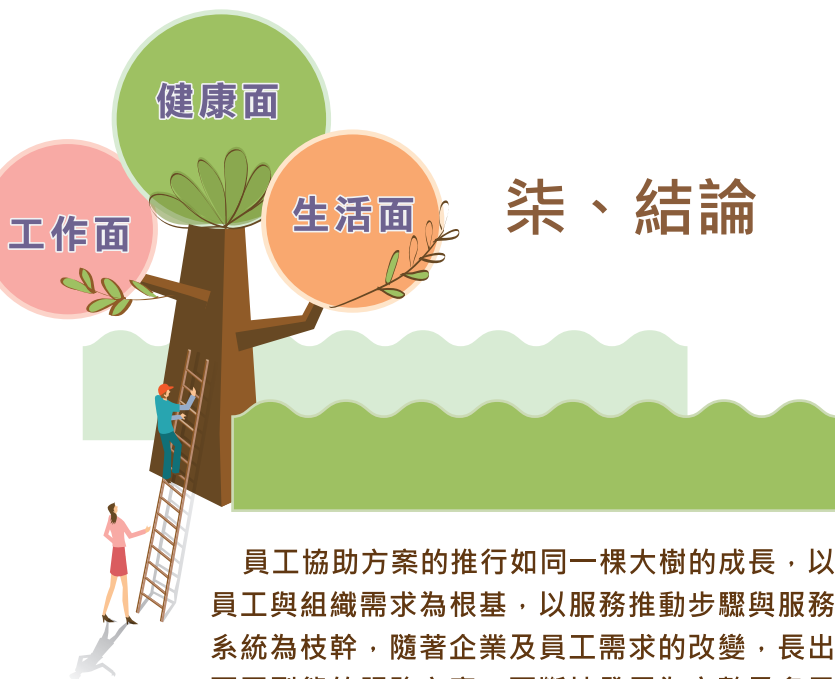 健康面
工作面
生活面
柒、結論
員工協助方案的推行如同一棵大樹的成長，以
員工與組織需求為根基，以服務推動步驟與服務
系統為枝幹，隨著企業及員工需求的改變，長出